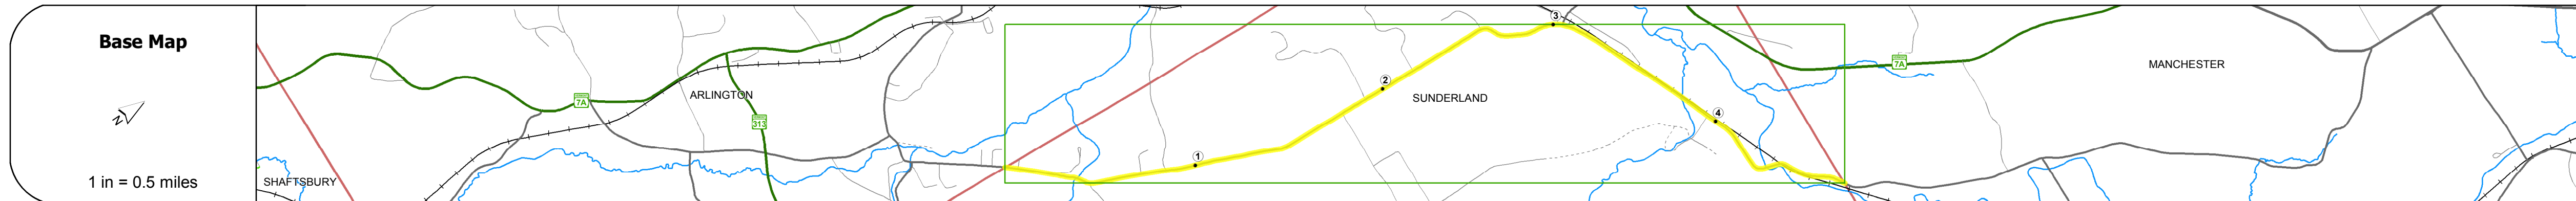 Base Map
N
1 in = 0.5 miles
SHAFTSBURY
7A
ARLINGTON
313
1
2
SUNDERLAND
3
4
7A
MANCHESTER